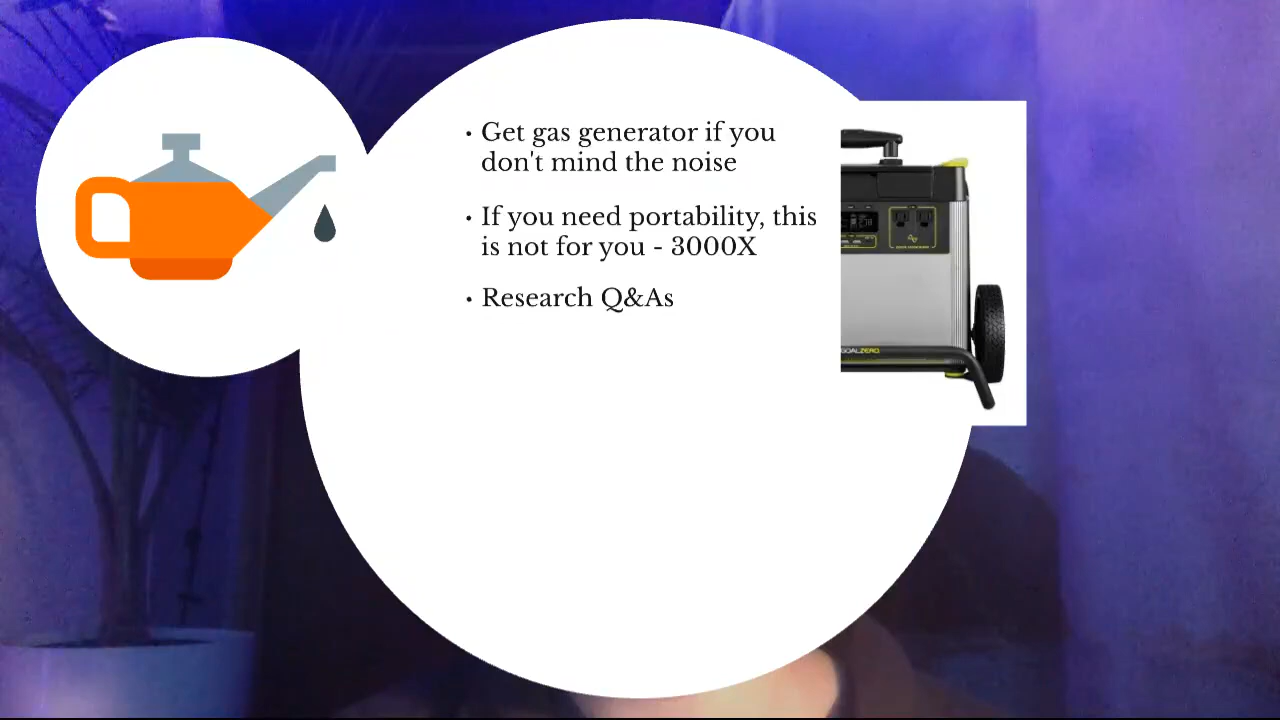 • Get gas generator if you
don't mind the noise
• If you need portability, this
is not for you - 3000X
• Research Q&As
GOALZERO